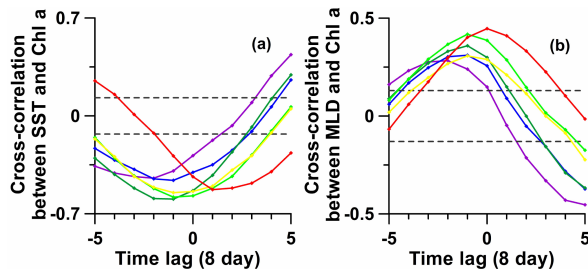 Cross-correlation
between SST and Chl a
0.7
0
-0.7
(a)
-5
0
5
Time lag (8 day)
Cross-correlation
between MLD and Chl a
0.5
0
-0.5
(b)
-5
0
5
Time lag (8 day)